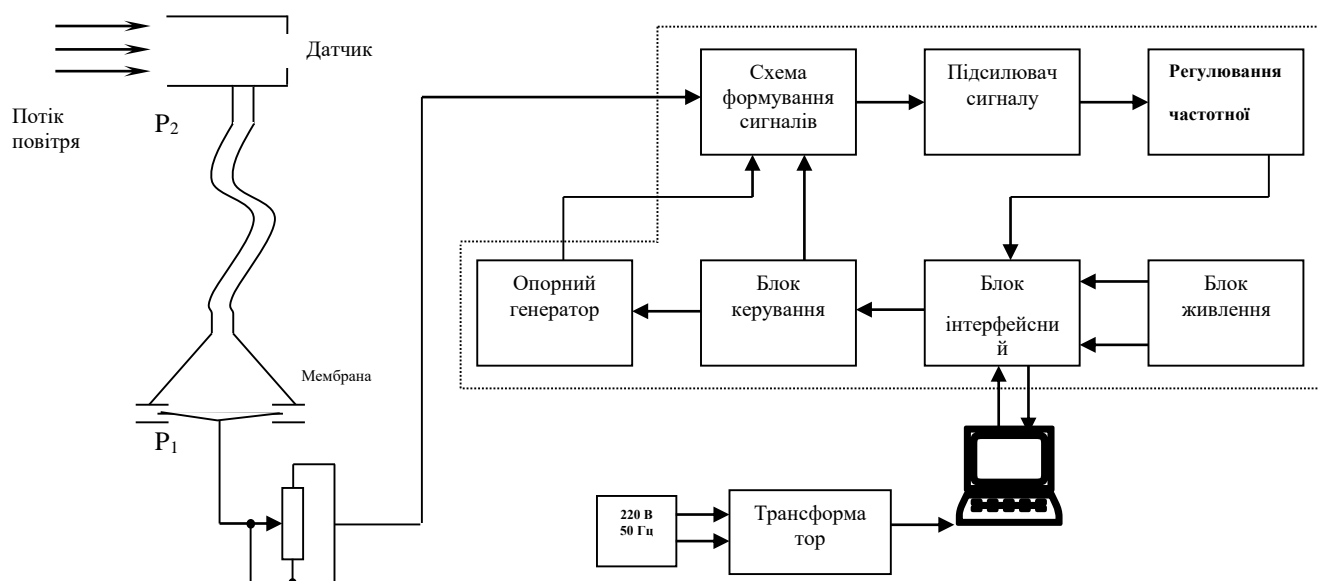 Датчик
Потік
повітря
P₂
Мембрана
P₁
Схема
формування
сигналів
Підсилювач
сигналу
Регулювання
частотної
Опорний
генератор
Блок
керування
Блок
інтерфейсни
й
Блок
живлення
220 В
50 Гц
Трансформа
тор